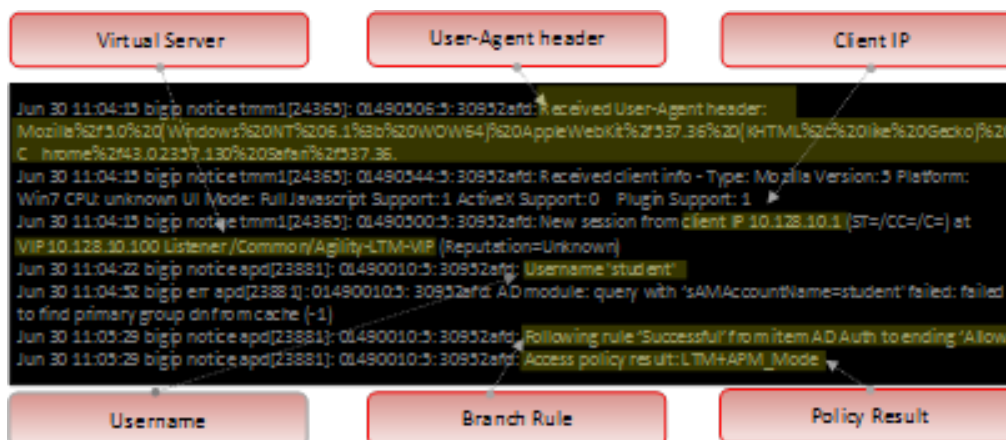 Virtual Server
User-Agent header
Client IP
Jun 30 11:04:15 bigip notice tmm1[24365]: 01490506:5: 30952afd: Received User-Agent header:
Mozilla%2f5.0%20(Windows%20NT%206.1%3b%20WOW64)%20AppleWebKit%2f537.36%20(KHTML%2c%20like%20Gecko)%2
C hrome%2f43.0.2357.130%20Safari%2f537.36.
Jun 30 11:04:15 bigip notice tmm1[24365]: 01490544:5: 30952afd: Received client info - Type: Mozilla Version: 5 Platform:
Win7 CPU: unknown UI Mode: Full Javascript Support: 1 ActiveX Support: 0 Plugin Support: 1
Jun 30 11:04:15 bigip notice tmm1[24365]: 01490500:5: 30952afd: New session from client IP 10.128.10.1 (ST=/CC=/C=) at
VIP 10.128.10.100 Listener /Common/Agility-LTM-VIP (Reputation=Unknown)
Jun 30 11:04:22 bigip notice apd[23881]: 01490010:5: 30952afd: Username 'student'
Jun 30 11:04:52 bigip err apd[23881]: 01490010:5: 30952afd: AD module: query with 'sAMAccountName=student' failed: failed
to find primary group dn from cache (-1)
Jun 30 11:05:29 bigip notice apd[23881]: 01490010:5: 30952afd: Following rule 'Successful' from item AD Auth to ending 'Allow
Jun 30 11:05:29 bigip notice apd[23881]: 01490010:5: 30952afd: Access policy result: LTM+APM_Mode
Username
Branch Rule
Policy Result